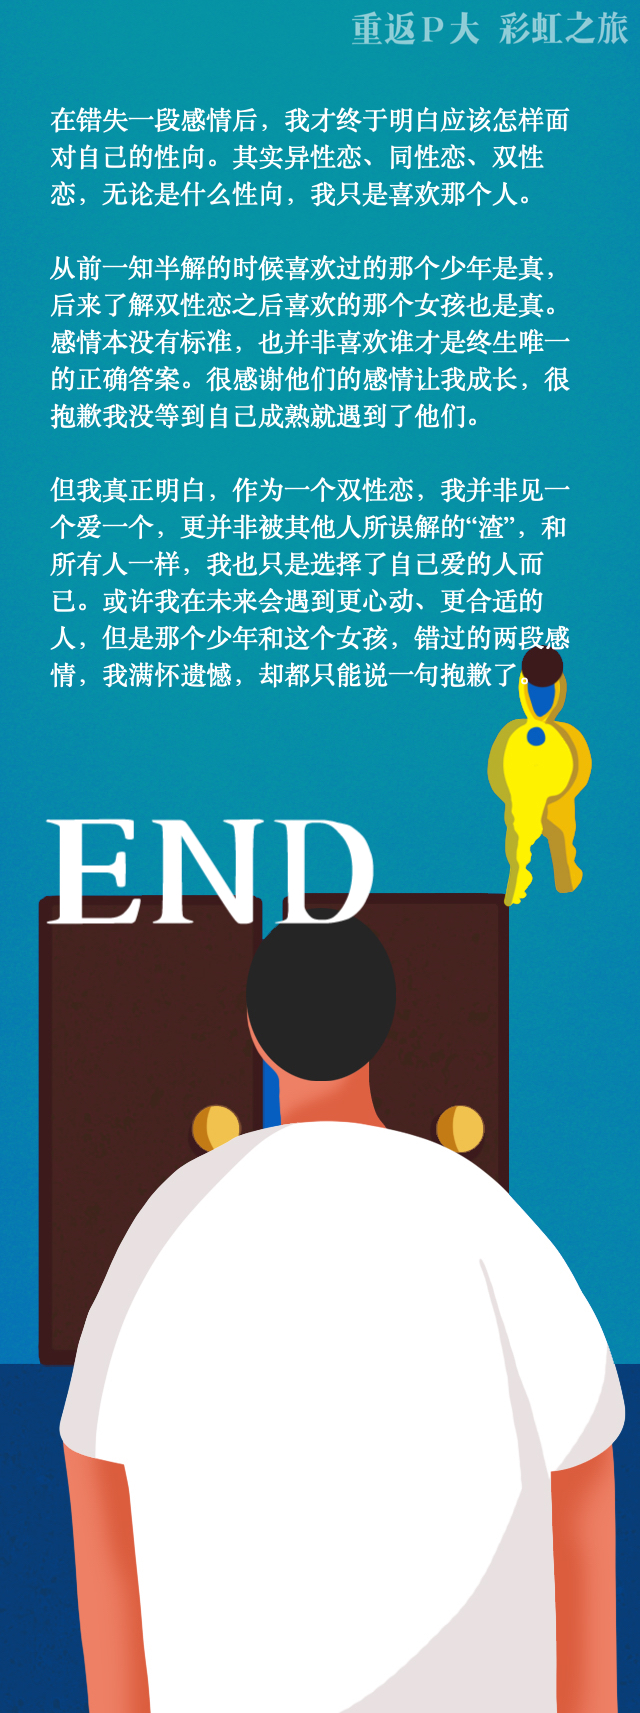 重返P大 彩虹之旅
在错失一段感情后，我才终于明白应该怎样面
对自己的性向。其实异性恋、同性恋、双性
恋，无论是什么性向，我只是喜欢那个人。
从前一知半解的时候喜欢过的那个少年是真，
后来了解双性恋之后喜欢的那个女孩也是真。
感情本没有标准，也并非喜欢谁才是终生唯一
的正确答案。很感谢他们的感情让我成长，很
抱歉我没等到自己成熟就遇到了他们。
但我真正明白，作为一个双性恋，我并非见一
个爱一个，更并非被其他人所误解的“渣”，和
所有人一样，我也只是选择了自己爱的人而
已。或许我在未来会遇到更心动、更合适的
人，但是那个少年和这个女孩，错过的两段感
情，我满怀遗憾，却都只能说一句抱歉了。
END